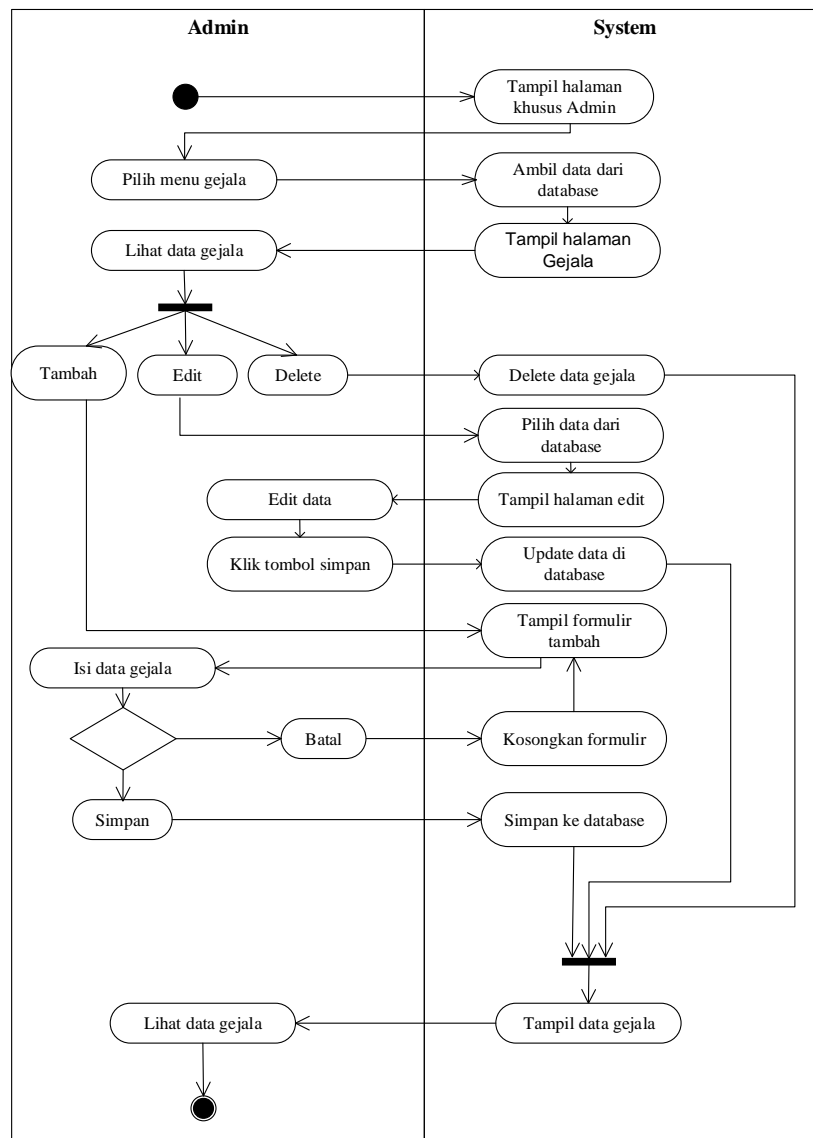 Admin
System
Tampil halaman
khusus Admin
Pilih menu gejala
Ambil data dari
database
Lihat data gejala
Tampil halaman
Gejala
Tambah
Edit
Delete
Delete data gejala
Pilih data dari
database
Edit data
Tampil halaman edit
Klik tombol simpan
Update data di
database
Tampil formulir
tambah
Isi data gejala
Batal
Kosongkan formulir
Simpan
Simpan ke database
Lihat data gejala
Tampil data gejala